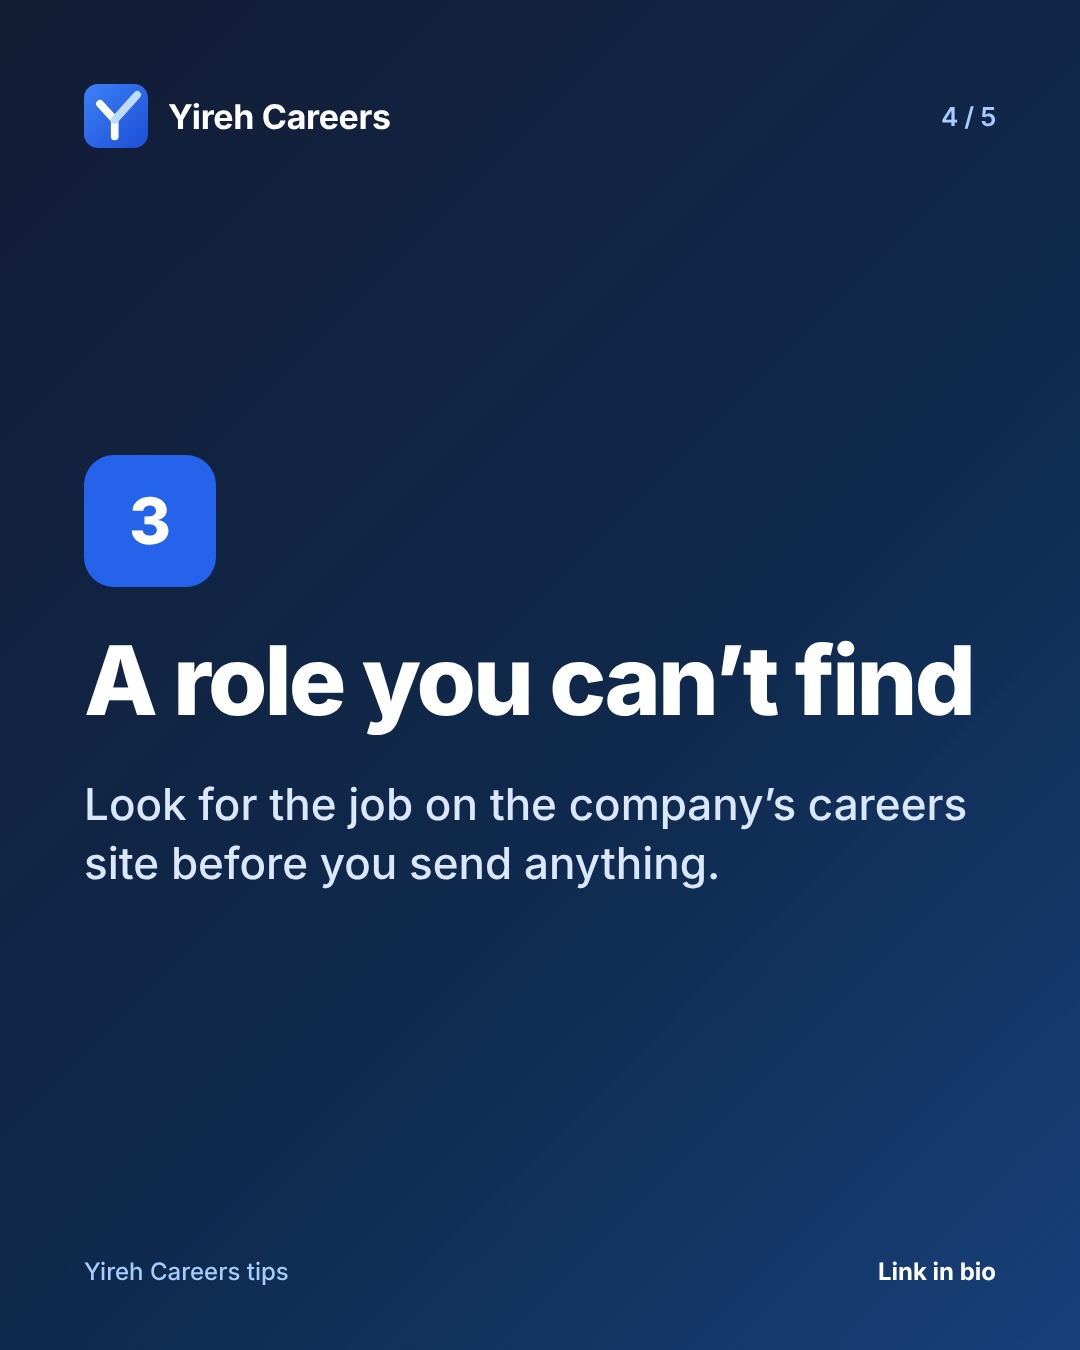 Yireh Careers
4 / 5
3
A role you can’t find
Look for the job on the company’s careers
site before you send anything.
Yireh Careers tips
Link in bio